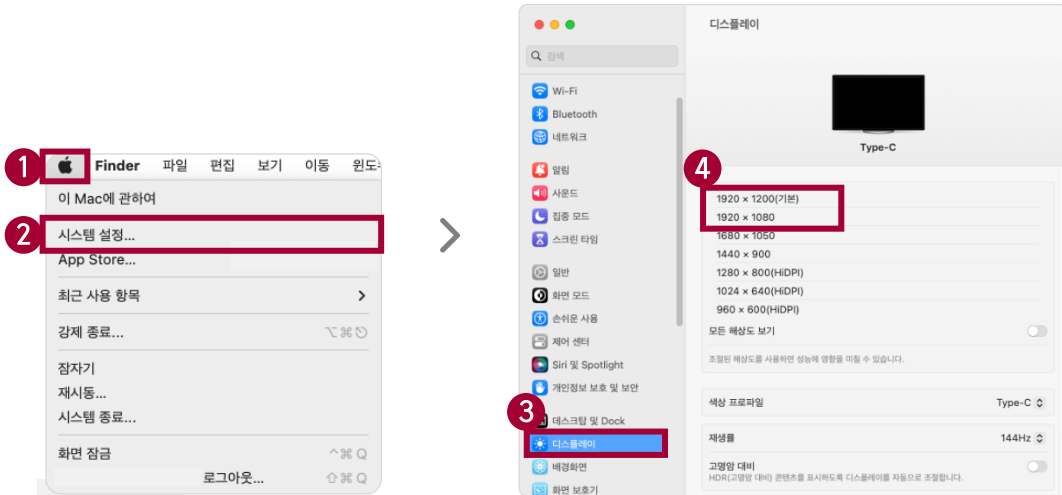 1
Finder 파일 편집 보기 이동
이 Mac에 관하여
2
시스템 설정...
App Store...
최근 사용 항목
강제 종료... ⌥⌘⎋
잠자기
재시동...
시스템 종료...
화면 잠금 ^⌘Q
로그아웃... ⇧⌘Q
검색
Wi-Fi
Bluetooth
네트워크
알림
사운드
집중 모드
스크린 타임
일반
화면 모드
손쉬운 사용
제어 센터
Siri 및 Spotlight
개인정보 보호 및 보안
3
데스크탑 및 Dock
디스플레이
배경화면
화면 보호기
디스플레이
Type-C
4
1920 × 1200(기본)
1920 × 1080
1680 × 1050
1440 × 900
1280 × 800(HiDPI)
1024 × 640(HiDPI)
960 × 600(HiDPI)
모든 해상도 보기
조절된 해상도를 사용하면 성능에 영향을 미칠 수 있습니다.
색상 프로파일 Type-C
재생률 144Hz
고명암 대비
HDR(고명암 대비) 콘텐츠를 표시하도록 디스플레이를 자동으로 조절합니다.